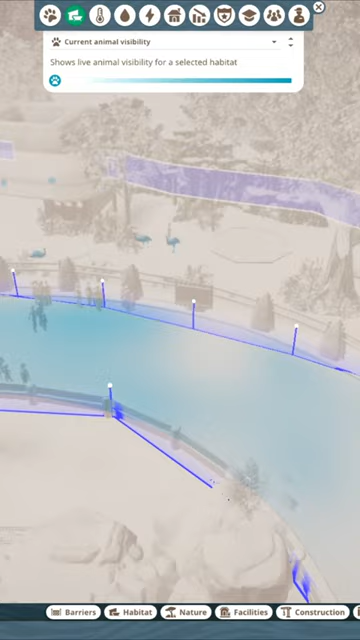 Current animal visibility
Shows live animal visibility for a selected habitat
Barriers
Habitat
Nature
Facilities
Construction